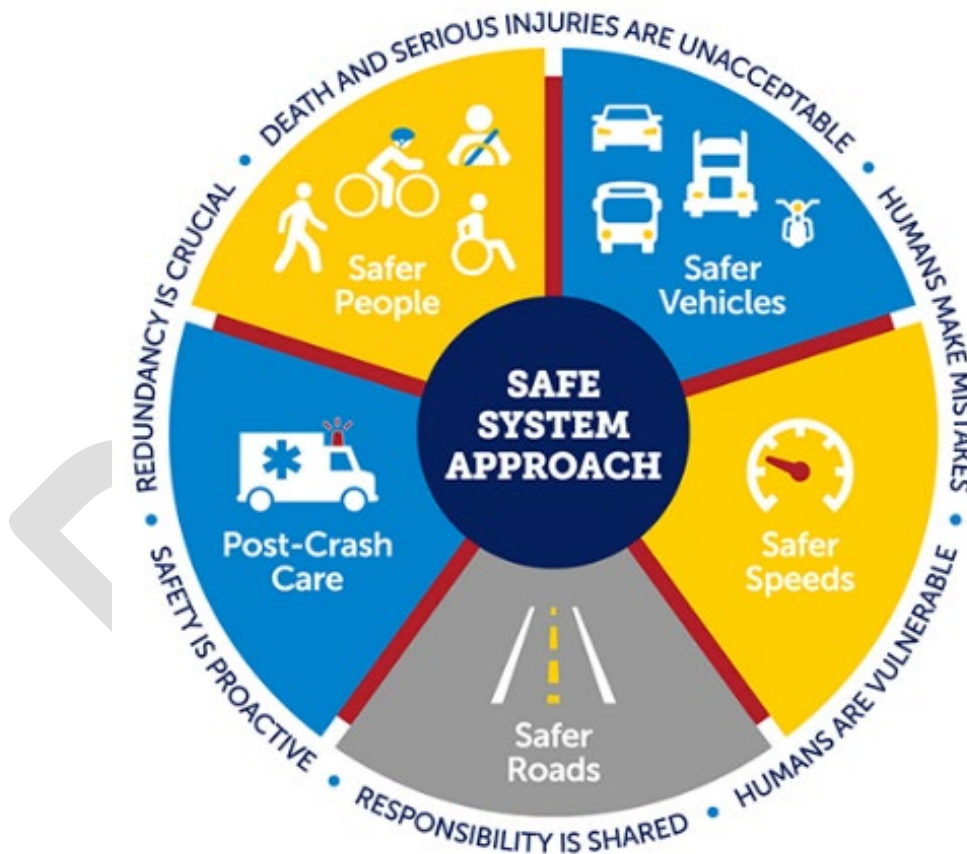 DEATH AND SERIOUS INJURIES ARE UNACCEPTABLE
HUMANS MAKE MISTAKES
HUMANS ARE VULNERABLE
RESPONSIBILITY IS SHARED
SAFETY IS PROACTIVE
REDUNDANCY IS CRUCIAL
Safer
People
Safer
Vehicles
SAFE
SYSTEM
APPROACH
Safer
Speeds
Post-Crash
Care
Safer
Roads